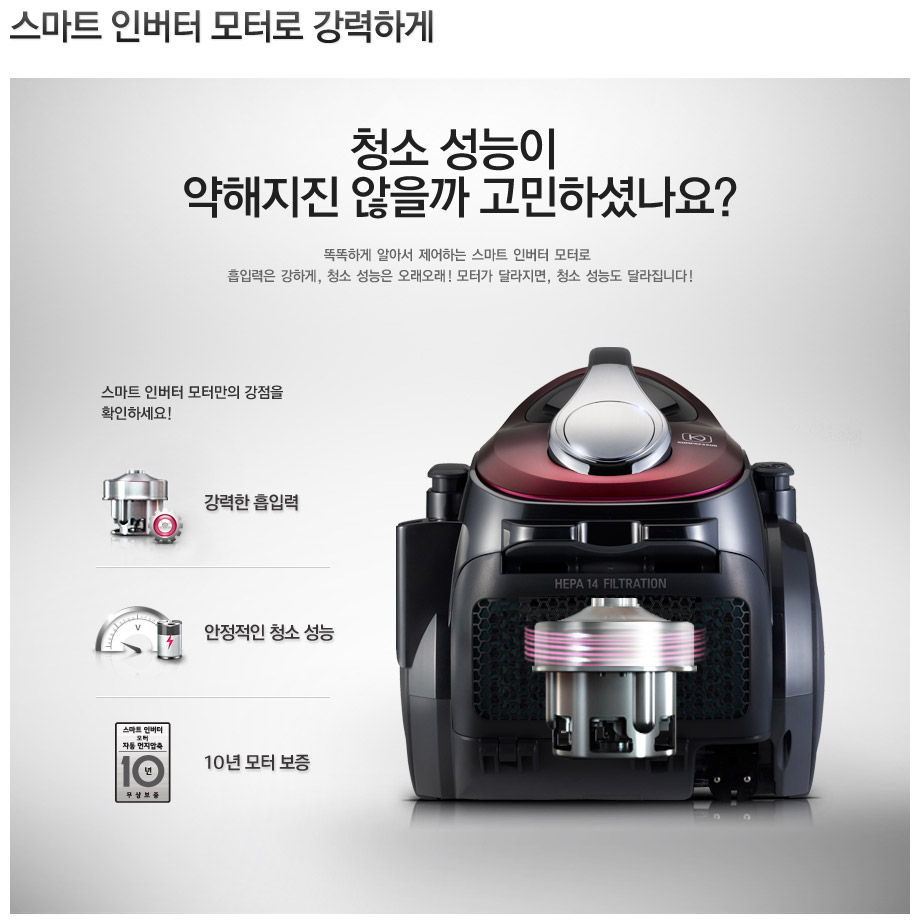 스마트 인버터 모터로 강력하게
청소 성능이
약해지진 않을까 고민하셨나요?
똑똑하게 알아서 제어하는 스마트 인버터 모터로
흡입력은 강하게, 청소 성능은 오래오래! 모터가 달라지면, 청소 성능도 달라집니다!
스마트 인버터 모터만의 강점을
확인하세요!
강력한 흡입력
V
안정적인 청소 성능
스마트 인버터
모터
자동 먼지압축
10년
무상보증
10년 모터 보증
HEPA 14 FILTRATION